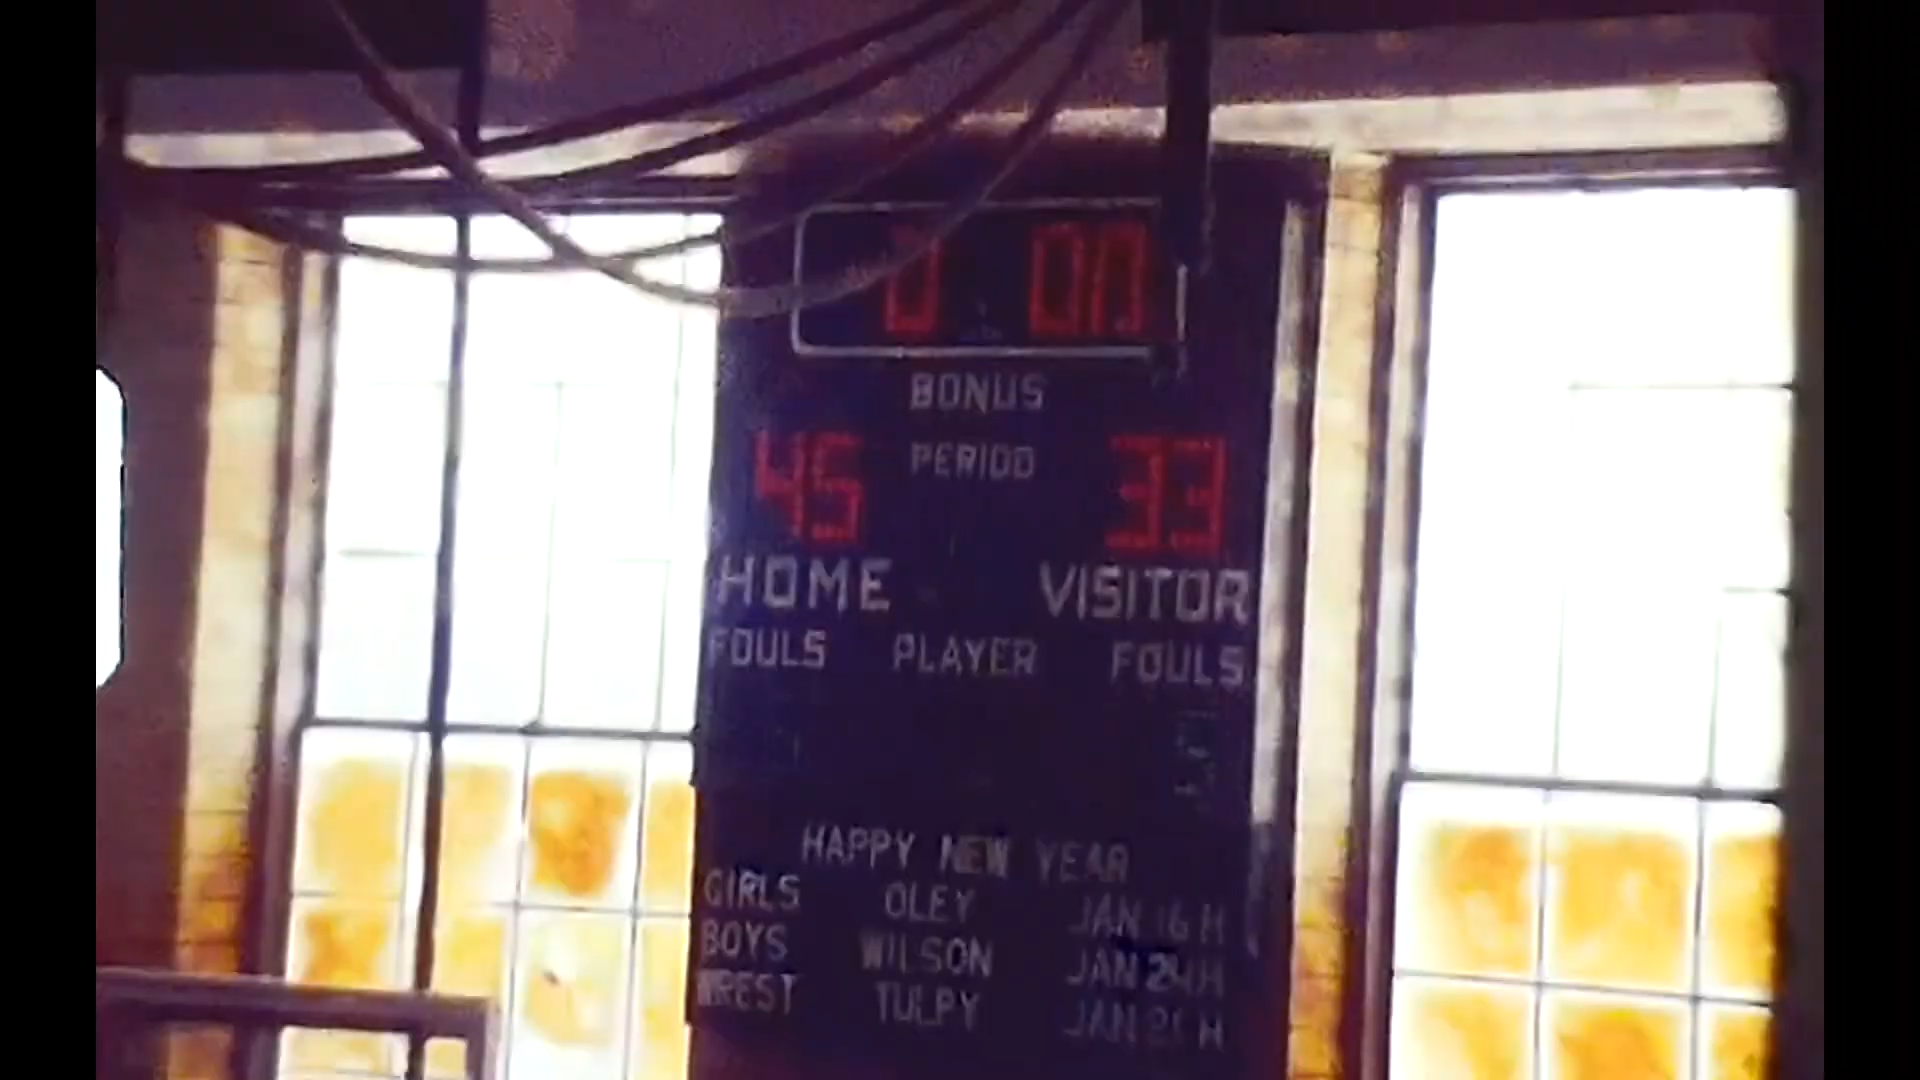 0 00
BONUS
45 PERIOD 33
HOME VISITOR
FOULS PLAYER FOULS
HAPPY NEW YEAR
GIRLS OLEY JAN 16 H
BOYS WILSON JAN 24 H
WREST TULPY JAN H